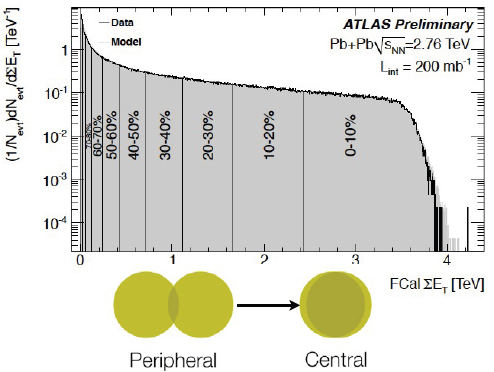 Data
Model
ATLAS Preliminary
Pb+Pb√sNN=2.76 TeV
Lint = 200 mb⁻¹
(1/Nevt)dNevt/dΣET [TeV⁻¹]
1
10⁻¹
10⁻²
10⁻³
10⁻⁴
60-70%
50-60%
40-50%
30-40%
20-30%
10-20%
0-10%
0
1
2
3
4
FCal ΣET [TeV]
Peripheral
Central